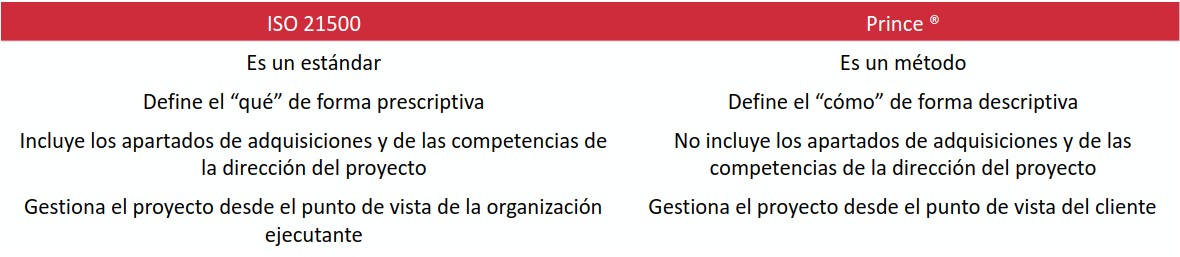 ISO 21500
Prince ®
Es un estándar
Es un método
Define el “qué” de forma prescriptiva
Define el “cómo” de forma descriptiva
Incluye los apartados de adquisiciones y de las competencias de
la dirección del proyecto
No incluye los apartados de adquisiciones y de las
competencias de la dirección del proyecto
Gestiona el proyecto desde el punto de vista de la organización
ejecutante
Gestiona el proyecto desde el punto de vista del cliente